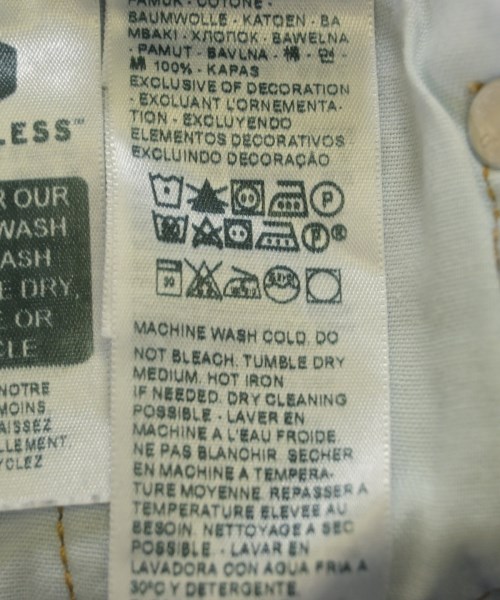 BAUMWOLLE - KATOEN - BA
MBAKI - ХЛОПОК - BAWELNA
- PAMUT - BAVLNA - 棉 - 면 -
綿 100% - KAPAS
EXCLUSIVE OF DECORATION
- EXCLUANT L'ORNEMENTA-
TION - EXCLUYENDO
ELEMENTOS DECORATIVOS -
EXCLUINDO DECORAÇÃO
P
P®
30
MACHINE WASH COLD. DO
NOT BLEACH. TUMBLE DRY
MEDIUM. HOT IRON
IF NEEDED. DRY CLEANING
POSSIBLE - LAVER EN
MACHINE A L'EAU FROIDE.
NE PAS BLANCHIR. SECHER
EN MACHINE A TEMPERA-
TURE MOYENNE. REPASSER A
TEMPERATURE ELEVEE AU
BESOIN. NETTOYAGE A SEC
POSSIBLE. - LAVAR EN
LAVADORA CON AGUA FRIA A
30ºC Y DETERGENTE.
LESS™
R OUR
WASH
ASH
E DRY,
E OR
CLE
NOTRE
MOINS
AISSEZ
LLEMENT.
YCLEZ